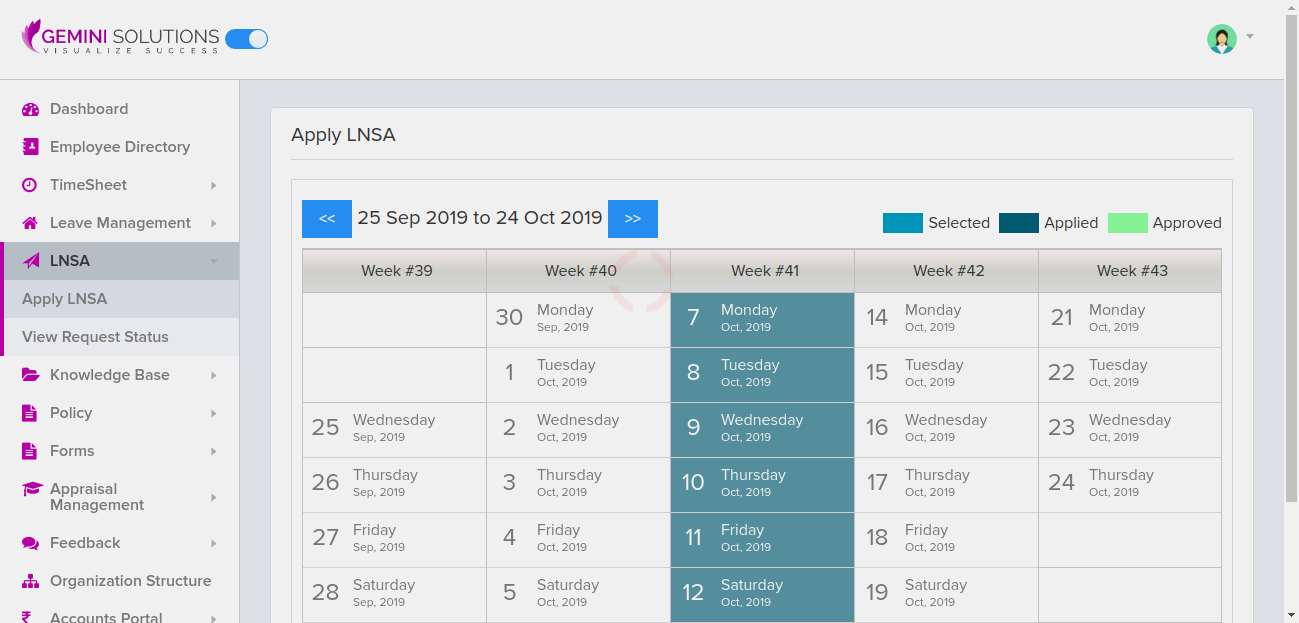 GEMINI SOLUTIONS
VISUALIZE SUCCESS
Dashboard
Employee Directory
TimeSheet
Leave Management
LNSA
Apply LNSA
View Request Status
Knowledge Base
Policy
Forms
Appraisal
Management
Feedback
Organization Structure
Accounts Portal
Apply LNSA
<< 25 Sep 2019 to 24 Oct 2019 >>
Selected Applied Approved
Week #39 Week #40 Week #41 Week #42 Week #43
30 Monday 7 Monday 14 Monday 21 Monday
Sep, 2019 Oct, 2019 Oct, 2019 Oct, 2019
1 Tuesday 8 Tuesday 15 Tuesday 22 Tuesday
Oct, 2019 Oct, 2019 Oct, 2019 Oct, 2019
25 Wednesday 2 Wednesday 9 Wednesday 16 Wednesday 23 Wednesday
Sep, 2019 Oct, 2019 Oct, 2019 Oct, 2019 Oct, 2019
26 Thursday 3 Thursday 10 Thursday 17 Thursday 24 Thursday
Sep, 2019 Oct, 2019 Oct, 2019 Oct, 2019 Oct, 2019
27 Friday 4 Friday 11 Friday 18 Friday
Sep, 2019 Oct, 2019 Oct, 2019 Oct, 2019
28 Saturday 5 Saturday 12 Saturday 19 Saturday
Sep, 2019 Oct, 2019 Oct, 2019 Oct, 2019